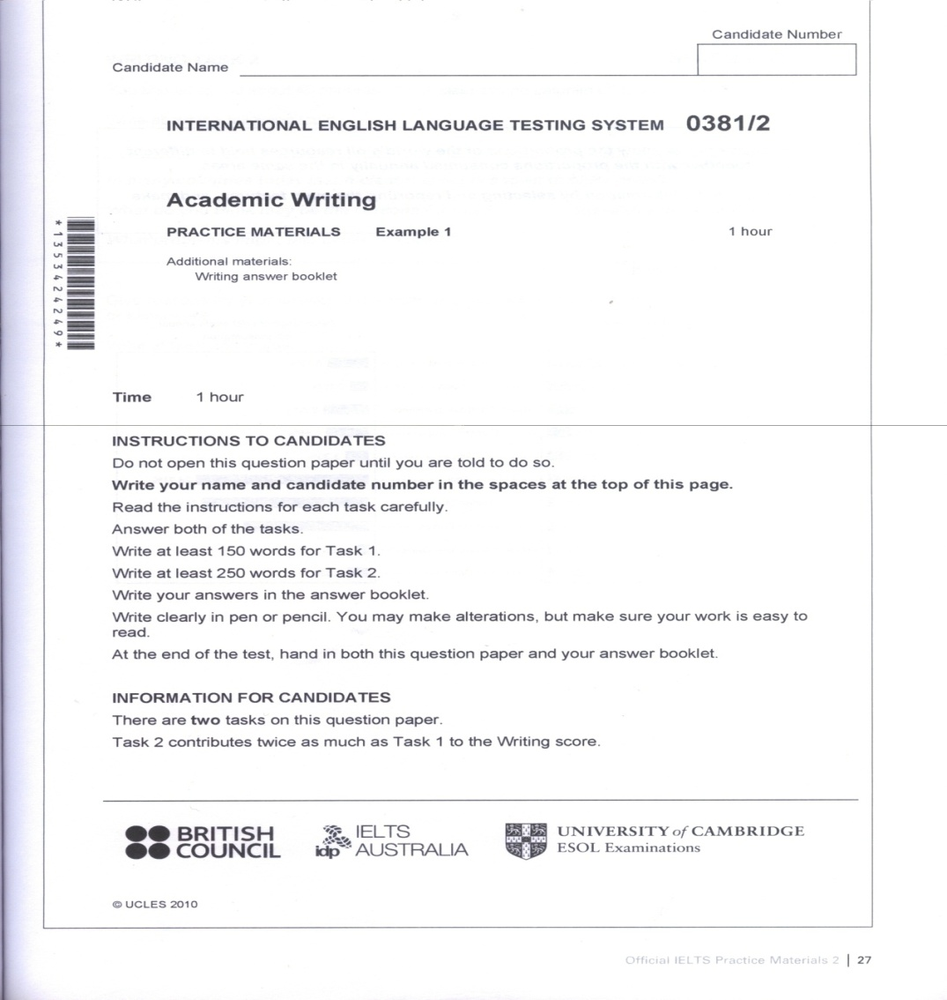 Candidate Number
Candidate Name
INTERNATIONAL ENGLISH LANGUAGE TESTING SYSTEM 0381/2
Academic Writing
PRACTICE MATERIALS Example 1 1 hour
Additional materials:
Writing answer booklet
*1353424249*
Time 1 hour
INSTRUCTIONS TO CANDIDATES
Do not open this question paper until you are told to do so.
Write your name and candidate number in the spaces at the top of this page.
Read the instructions for each task carefully.
Answer both of the tasks.
Write at least 150 words for Task 1.
Write at least 250 words for Task 2.
Write your answers in the answer booklet.
Write clearly in pen or pencil. You may make alterations, but make sure your work is easy to
read.
At the end of the test, hand in both this question paper and your answer booklet.
INFORMATION FOR CANDIDATES
There are two tasks on this question paper.
Task 2 contributes twice as much as Task 1 to the Writing score.
BRITISH
COUNCIL
idp
IELTS
AUSTRALIA
UNIVERSITY of CAMBRIDGE
ESOL Examinations
© UCLES 2010
Official IELTS Practice Materials 2 | 27